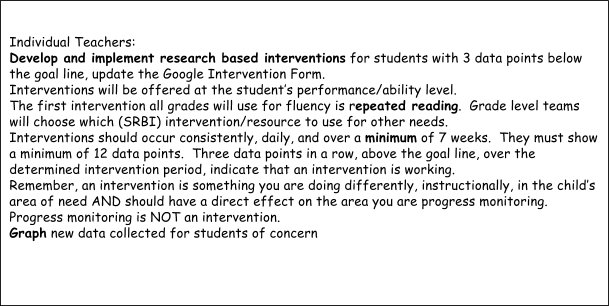 Individual Teachers:
Develop and implement research based interventions for students with 3 data points below
the goal line, update the Google Intervention Form.
Interventions will be offered at the student's performance/ability level.
The first intervention all grades will use for fluency is repeated reading.  Grade level teams
will choose which (SRBI) intervention/resource to use for other needs.
Interventions should occur consistently, daily, and over a minimum of 7 weeks.  They must show
a minimum of 12 data points.  Three data points in a row, above the goal line, over the
determined intervention period, indicate that an intervention is working.
Remember, an intervention is something you are doing differently, instructionally, in the child's
area of need AND should have a direct effect on the area you are progress monitoring.
Progress monitoring is NOT an intervention.
Graph new data collected for students of concern